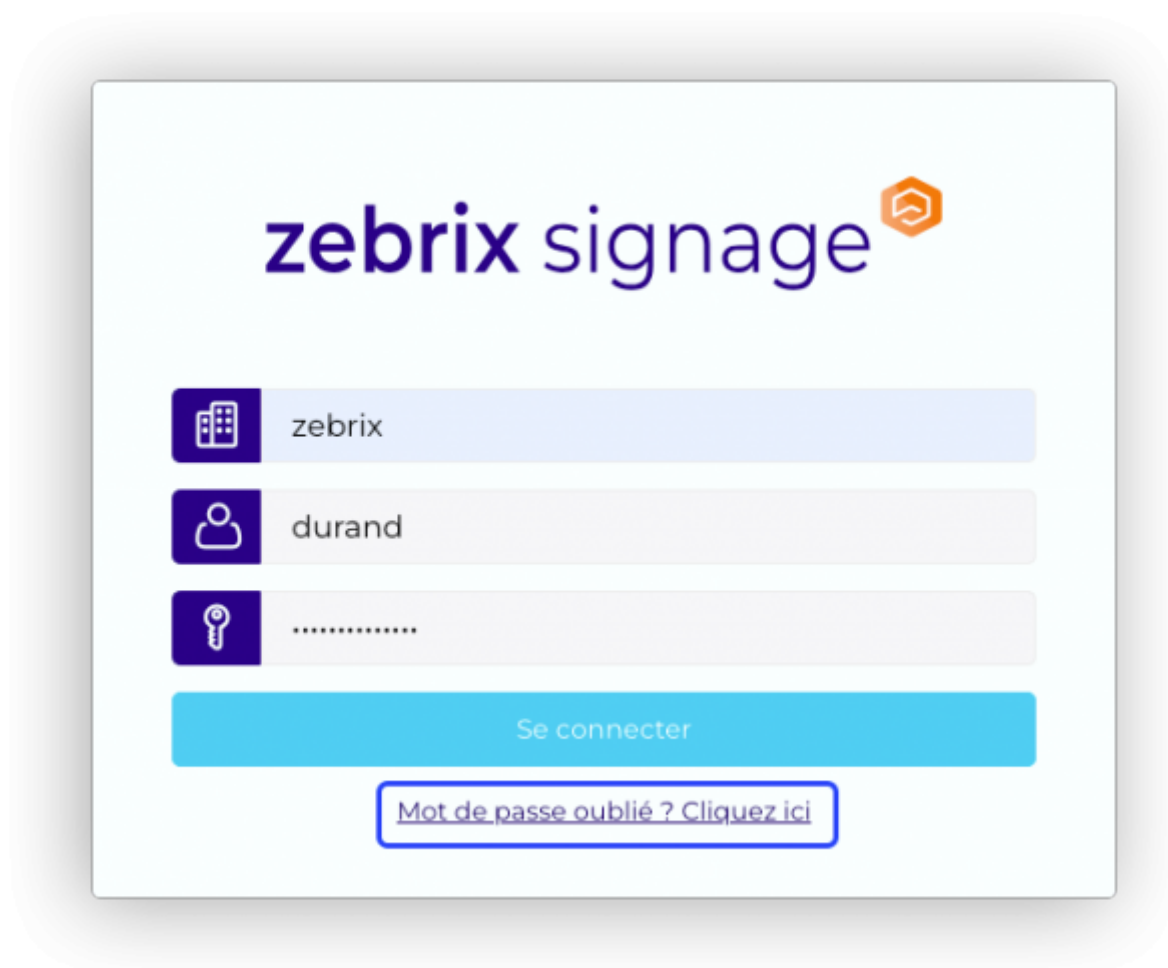 zebrix signage
zebrix
durand
··············
Se connecter
Mot de passe oublié ? Cliquez ici